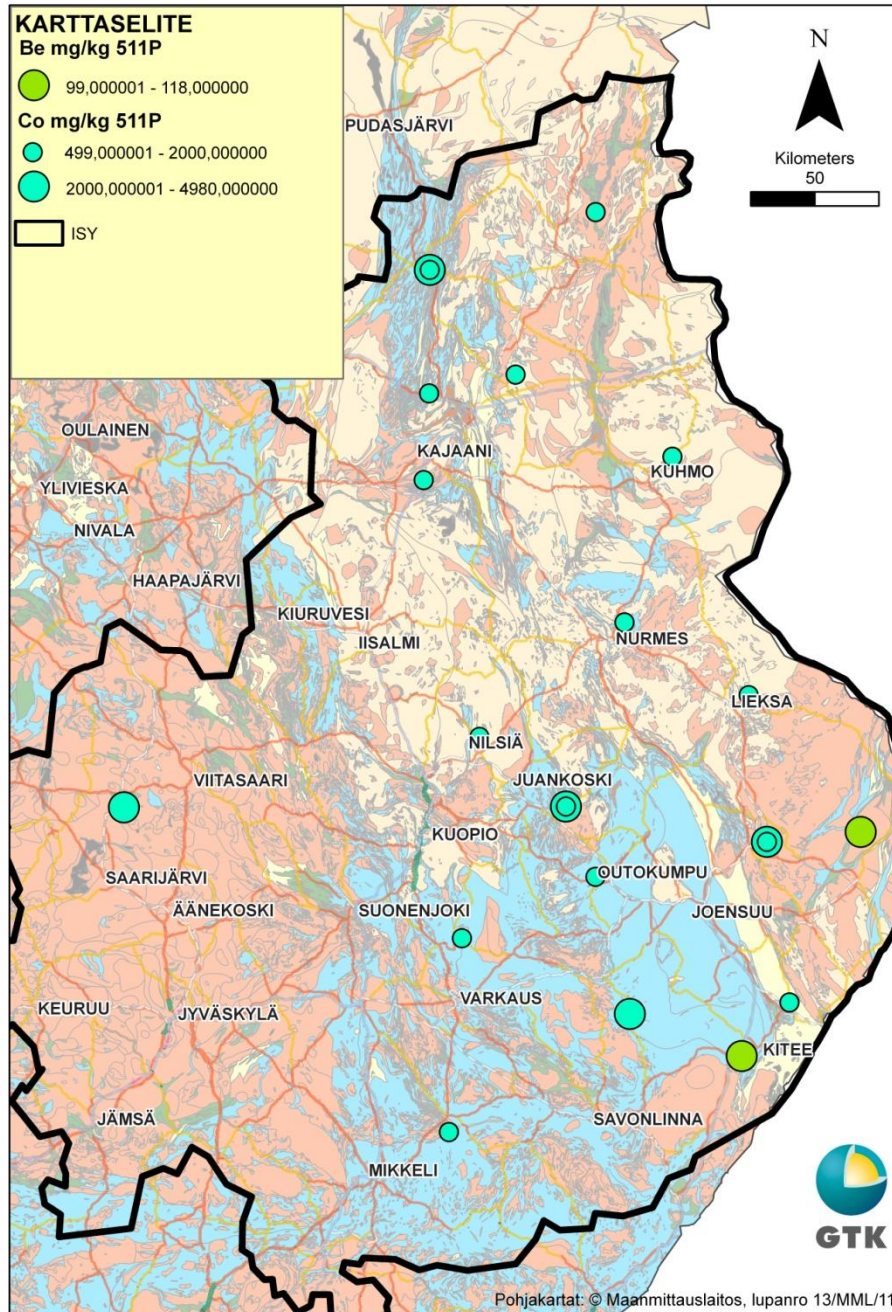 KARTTASELITE
Be mg/kg 511P
99,000001 - 118,000000
Co mg/kg 511P
499,000001 - 2000,000000
2000,000001 - 4980,000000
ISY
N
Kilometers
50
PUDASJÄRVI
OULAINEN
KAJAANI
YLIVIESKA
KUHMO
NIVALA
HAAPAJÄRVI
KIURUVESI
IISALMI
NURMES
LIEKSA
NILSIÄ
VIITASAARI
JUANKOSKI
KUOPIO
SAARIJÄRVI
OUTOKUMPU
ÄÄNEKOSKI
SUONENJOKI
JOENSUU
VARKAUS
KEURUU
JYVÄSKYLÄ
KITEE
JÄMSÄ
SAVONLINNA
MIKKELI
GTK
Pohjakartat: © Maanmittauslaitos, lupanro 13/MML/11